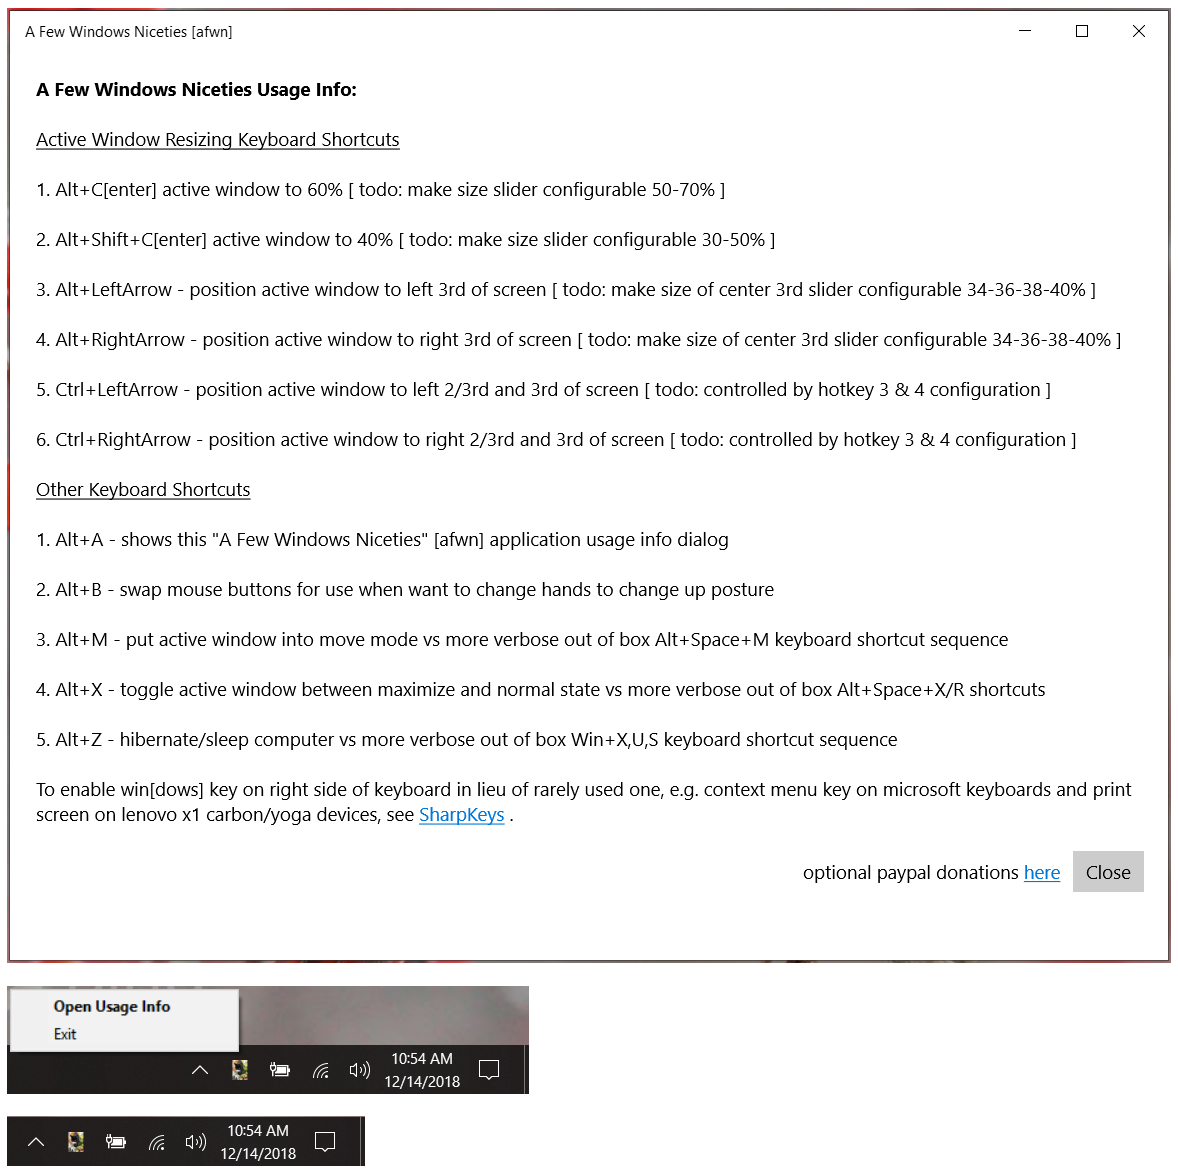 A Few Windows Niceties [afwn]
A Few Windows Niceties Usage Info:
Active Window Resizing Keyboard Shortcuts
1. Alt+C[enter] active window to 60% [ todo: make size slider configurable 50-70% ]
2. Alt+Shift+C[enter] active window to 40% [ todo: make size slider configurable 30-50% ]
3. Alt+LeftArrow - position active window to left 3rd of screen [ todo: make size of center 3rd slider configurable 34-36-38-40% ]
4. Alt+RightArrow - position active window to right 3rd of screen [ todo: make size of center 3rd slider configurable 34-36-38-40% ]
5. Ctrl+LeftArrow - position active window to left 2/3rd and 3rd of screen [ todo: controlled by hotkey 3 & 4 configuration ]
6. Ctrl+RightArrow - position active window to right 2/3rd and 3rd of screen [ todo: controlled by hotkey 3 & 4 configuration ]
Other Keyboard Shortcuts
1. Alt+A - shows this "A Few Windows Niceties" [afwn] application usage info dialog
2. Alt+B - swap mouse buttons for use when want to change hands to change up posture
3. Alt+M - put active window into move mode vs more verbose out of box Alt+Space+M keyboard shortcut sequence
4. Alt+X - toggle active window between maximize and normal state vs more verbose out of box Alt+Space+X/R shortcuts
5. Alt+Z - hibernate/sleep computer vs more verbose out of box Win+X,U,S keyboard shortcut sequence
To enable win[dows] key on right side of keyboard in lieu of rarely used one, e.g. context menu key on microsoft keyboards and print
screen on lenovo x1 carbon/yoga devices, see SharpKeys .
optional paypal donations here Close
Open Usage Info
Exit
10:54 AM
12/14/2018
10:54 AM
12/14/2018